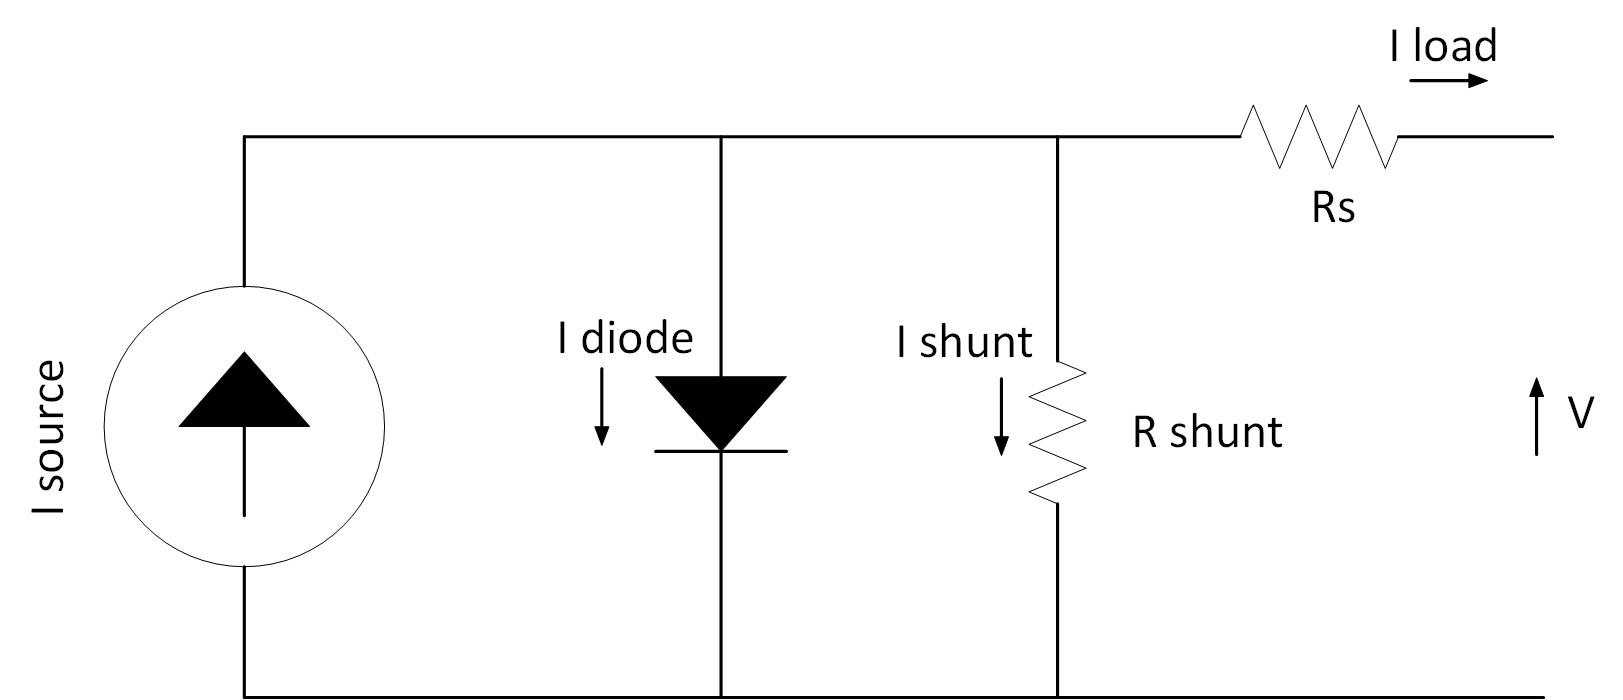 I load
Rs
I source
I diode
I shunt
R shunt
V